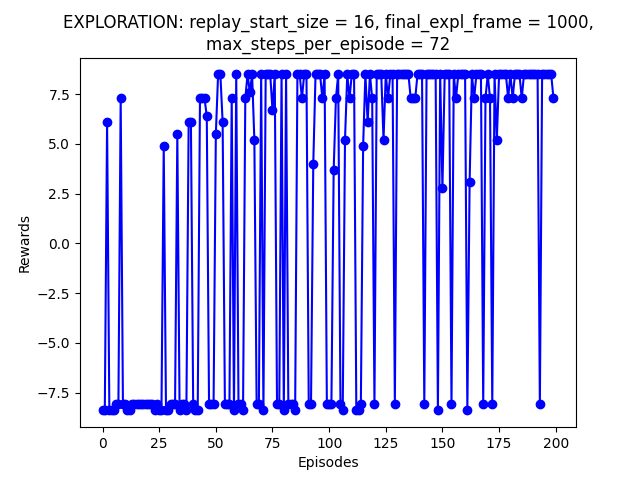 EXPLORATION: replay_start_size = 16, final_expl_frame = 1000,
max_steps_per_episode = 72
7.5
5.0
2.5
0.0
−2.5
−5.0
−7.5
Rewards
0 25 50 75 100 125 150 175 200
Episodes